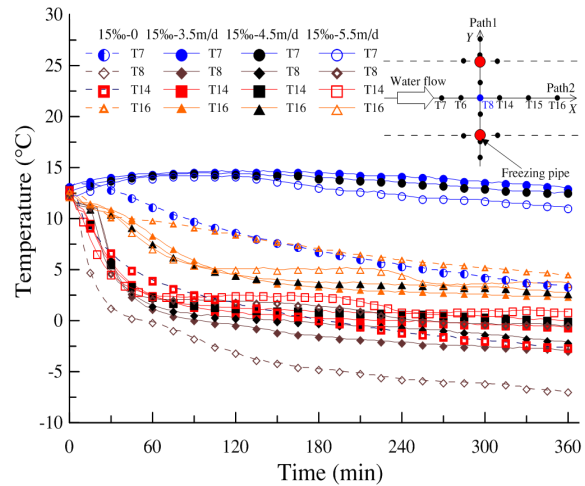 15‰-0 15‰-3.5m/d 15‰-4.5m/d 15‰-5.5m/d
T7 T7 T7 T7
T8 T8 T8 T8
T14 T14 T14 T14
T16 T16 T16 T16
Path1
Y
Water flow
Path2
T7 T6 T8 T14 T15 T16 X
Freezing pipe
Temperature (℃)
30
25
20
15
10
5
0
-5
-10
0 60 120 180 240 300 360
Time (min)